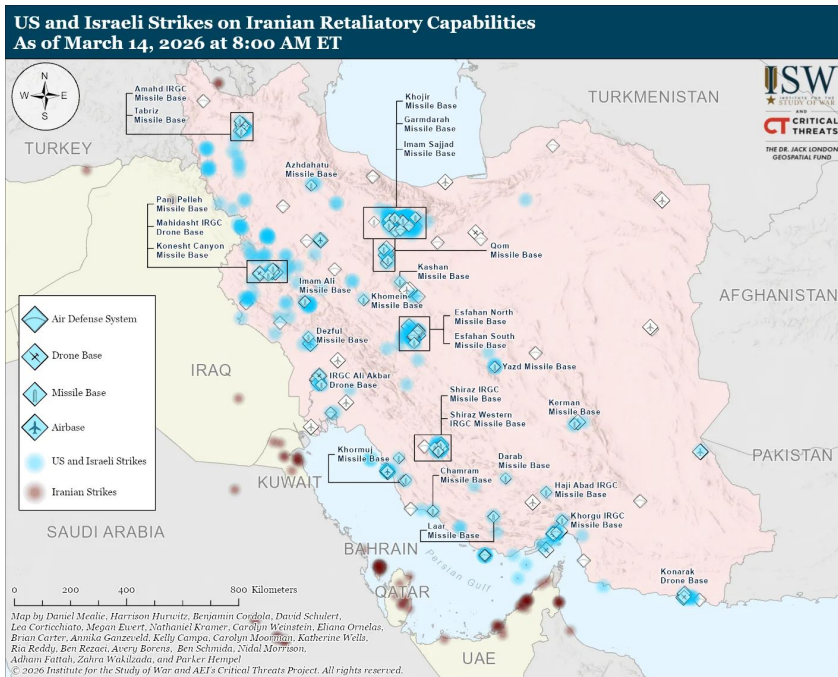 US and Israeli Strikes on Iranian Retaliatory Capabilities
As of March 14, 2026 at 8:00 AM ET
N
W E
S
ISW
INSTITUTE FOR THE
STUDY OF WAR
AND
CT CRITICAL
THREATS
THE DR. JACK LONDON
GEOSPATIAL FUND
TURKMENISTAN
TURKEY
AFGHANISTAN
IRAQ
PAKISTAN
KUWAIT
SAUDI ARABIA
BAHRAIN
QATAR
UAE
Persian Gulf
Amahd IRGC
Missile Base
Tabriz
Missile Base
Khojir
Missile Base
Garmdarah
Missile Base
Imam Sajjad
Missile Base
Azhdahatu
Missile Base
Panj Pelleh
Missile Base
Mahidasht IRGC
Drone Base
Konesht Canyon
Missile Base
Qom
Missile Base
Kashan
Missile Base
Imam Ali
Missile Base
Khomein
Missile Base
Esfahan North
Missile Base
Esfahan South
Missile Base
Dezful
Missile Base
Yazd Missile Base
IRGC Ali Akbar
Drone Base
Shiraz IRGC
Missile Base
Shiraz Western
IRGC Missile Base
Kerman
Missile Base
Khormuj
Missile Base
Chamram
Missile Base
Darab
Missile Base
Haji Abad IRGC
Missile Base
Khorgu IRGC
Missile Base
Laar
Missile Base
Konarak
Drone Base
Air Defense System
Drone Base
Missile Base
Airbase
US and Israeli Strikes
Iranian Strikes
0 200 400 800 Kilometers
Map by Daniel Mealie, Harrison Hurwitz, Benjamin Cordola, David Schulert,
Lea Corticchiato, Megan Ewert, Nathaniel Kramer, Carolyn Weinstein, Eliana Ornelas,
Brian Carter, Annika Ganzeveld, Kelly Campa, Carolyn Moorman, Katherine Wells,
Ria Reddy, Ben Rezaei, Avery Borens, Ben Schmida, Nidal Morrison,
Adham Fattah, Zahra Wakilzada, and Parker Hempel
© 2026 Institute for the Study of War and AEI's Critical Threats Project. All rights reserved.